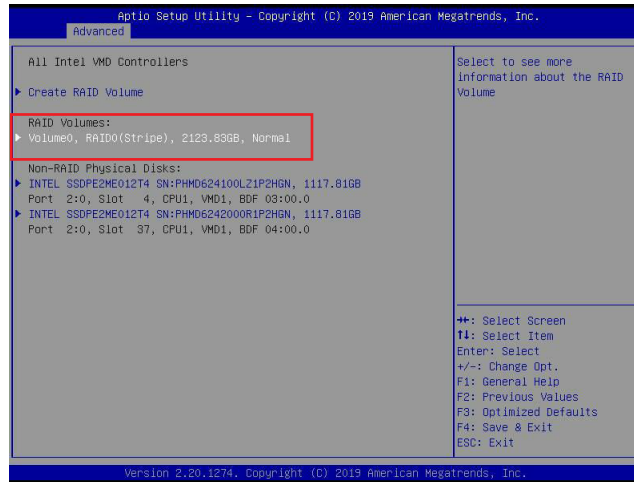 Aptio Setup Utility – Copyright (C) 2019 American Megatrends, Inc.
Advanced
All Intel VMD Controllers
Create RAID Volume
RAID Volumes:
Volume0, RAID0(Stripe), 2123.83GB, Normal
Non-RAID Physical Disks:
INTEL SSDPE2ME012T4 SN:PHMD624100LZ1P2HGN, 1117.81GB
Port 2:0, Slot 4, CPU1, VMD1, BDF 03:00.0
INTEL SSDPE2ME012T4 SN:PHMD6242000R1P2HGN, 1117.81GB
Port 2:0, Slot 37, CPU1, VMD1, BDF 04:00.0
Select to see more
information about the RAID
Volume
→←: Select Screen
↑↓: Select Item
Enter: Select
+/-: Change Opt.
F1: General Help
F2: Previous Values
F3: Optimized Defaults
F4: Save & Exit
ESC: Exit
Version 2.20.1274. Copyright (C) 2019 American Megatrends, Inc.